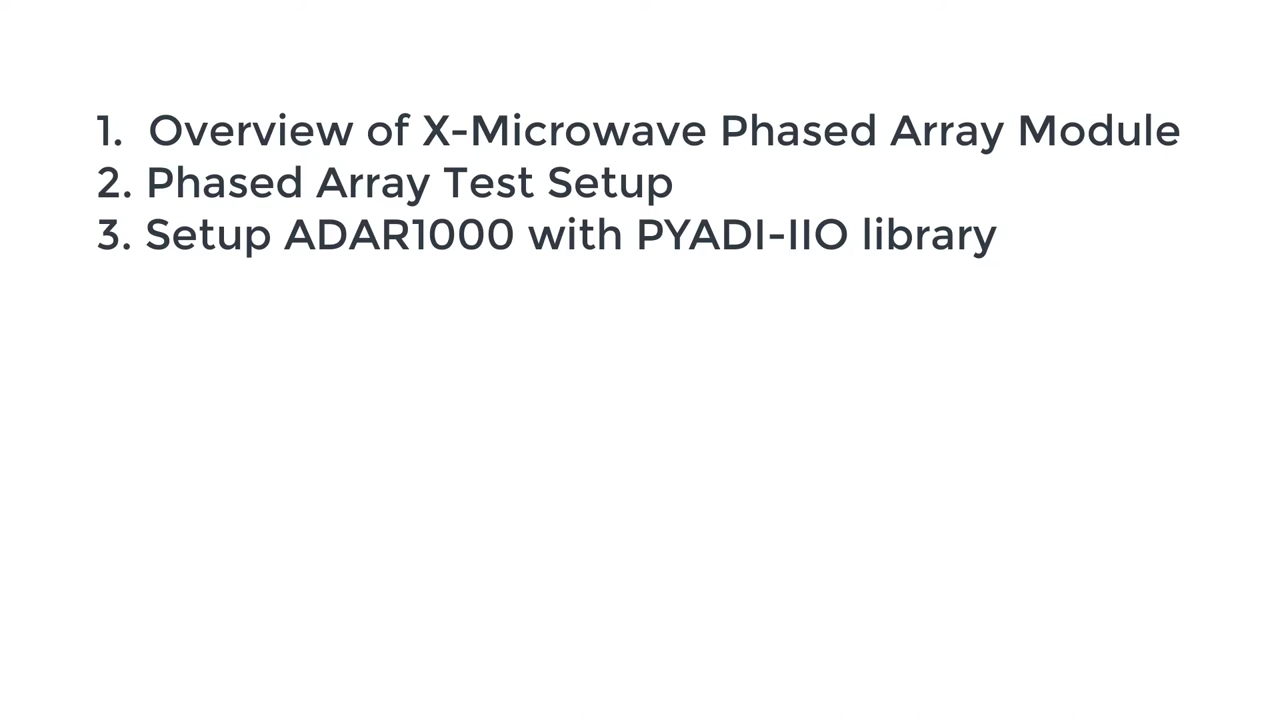 1. Overview of X-Microwave Phased Array Module
2. Phased Array Test Setup
3. Setup ADAR1000 with PYADI-IIO library